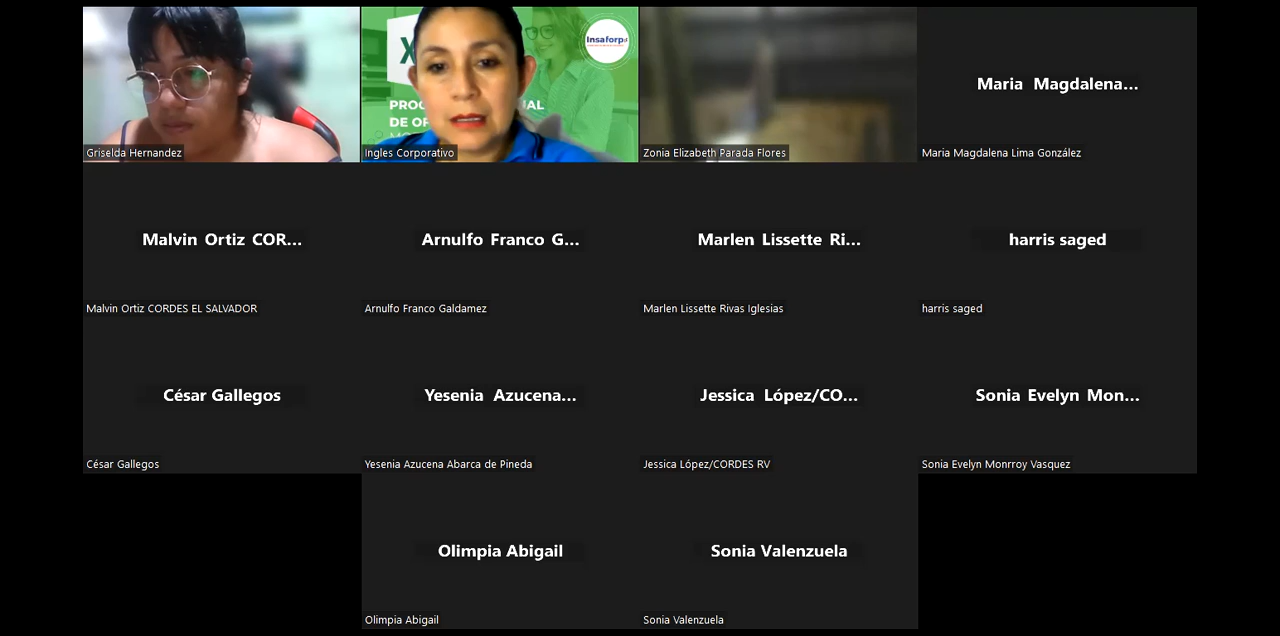 Insaforp
X
PROG
AL
DE OF
Griselda Hernandez
Ingles Corporativo
Zonia Elizabeth Parada Flores
Maria Magdalena...
Maria Magdalena Lima González
Malvin Ortiz COR...
Arnulfo Franco G...
Marlen Lissette Ri...
harris saged
Malvin Ortiz CORDES EL SALVADOR
Arnulfo Franco Galdamez
Marlen Lissette Rivas Iglesias
harris saged
César Gallegos
Yesenia Azucena...
Jessica López/CO...
Sonia Evelyn Mon...
César Gallegos
Yesenia Azucena Abarca de Pineda
Jessica López/CORDES RV
Sonia Evelyn Monrroy Vasquez
Olimpia Abigail
Sonia Valenzuela
Olimpia Abigail
Sonia Valenzuela